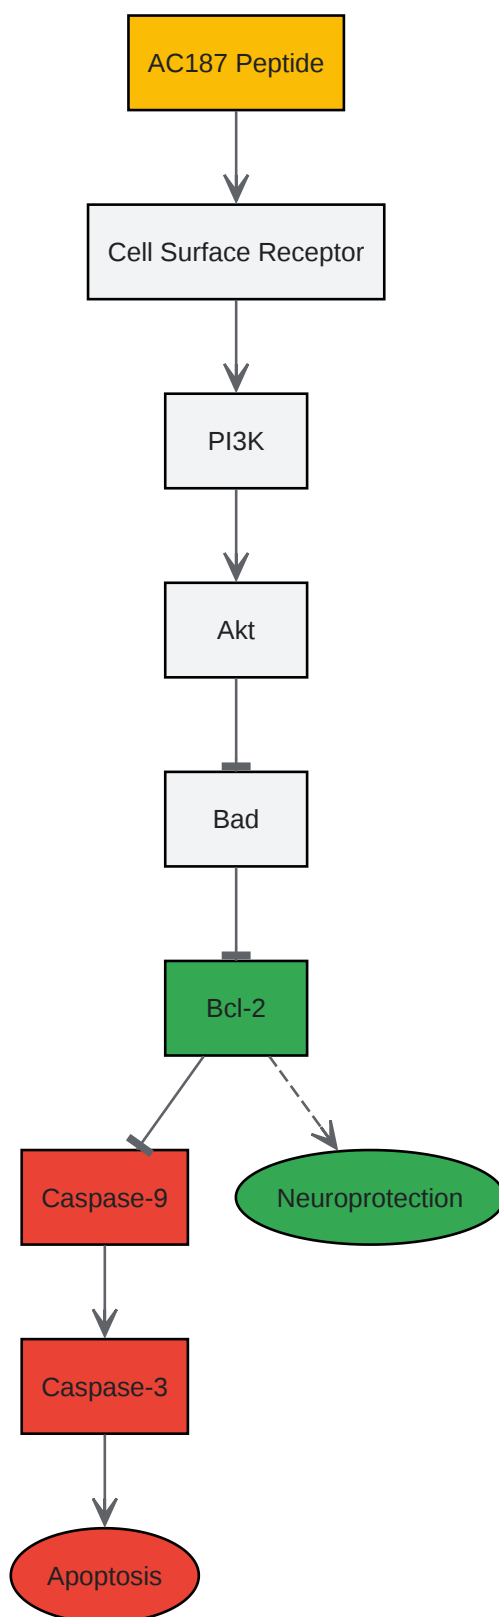 AC187 Peptide
Cell Surface Receptor
PI3K
Akt
Bad
Bcl-2
Caspase-9
Neuroprotection
Caspase-3
Apoptosis